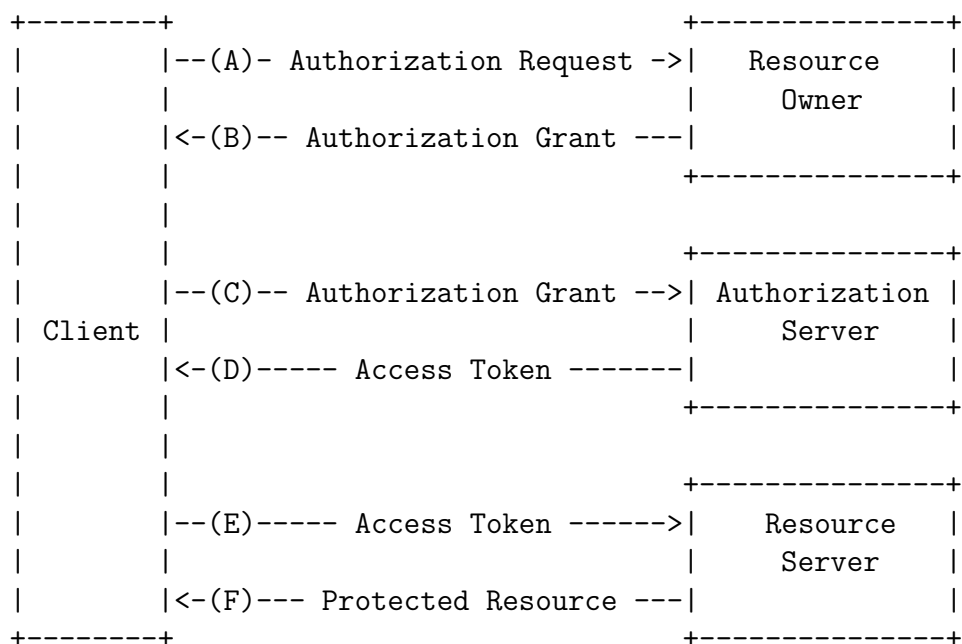 +--------+                               +---------------+
|        |--(A)- Authorization Request ->|   Resource    |
|        |                               |     Owner     |
|        |<-(B)-- Authorization Grant ---|               |
|        |                               +---------------+
|        |
|        |                               +---------------+
|        |--(C)-- Authorization Grant -->| Authorization |
| Client |                               |     Server    |
|        |<-(D)----- Access Token -------|               |
|        |                               +---------------+
|        |
|        |                               +---------------+
|        |--(E)----- Access Token ------>|    Resource   |
|        |                               |     Server    |
|        |<-(F)--- Protected Resource ---|               |
+--------+                               +---------------+